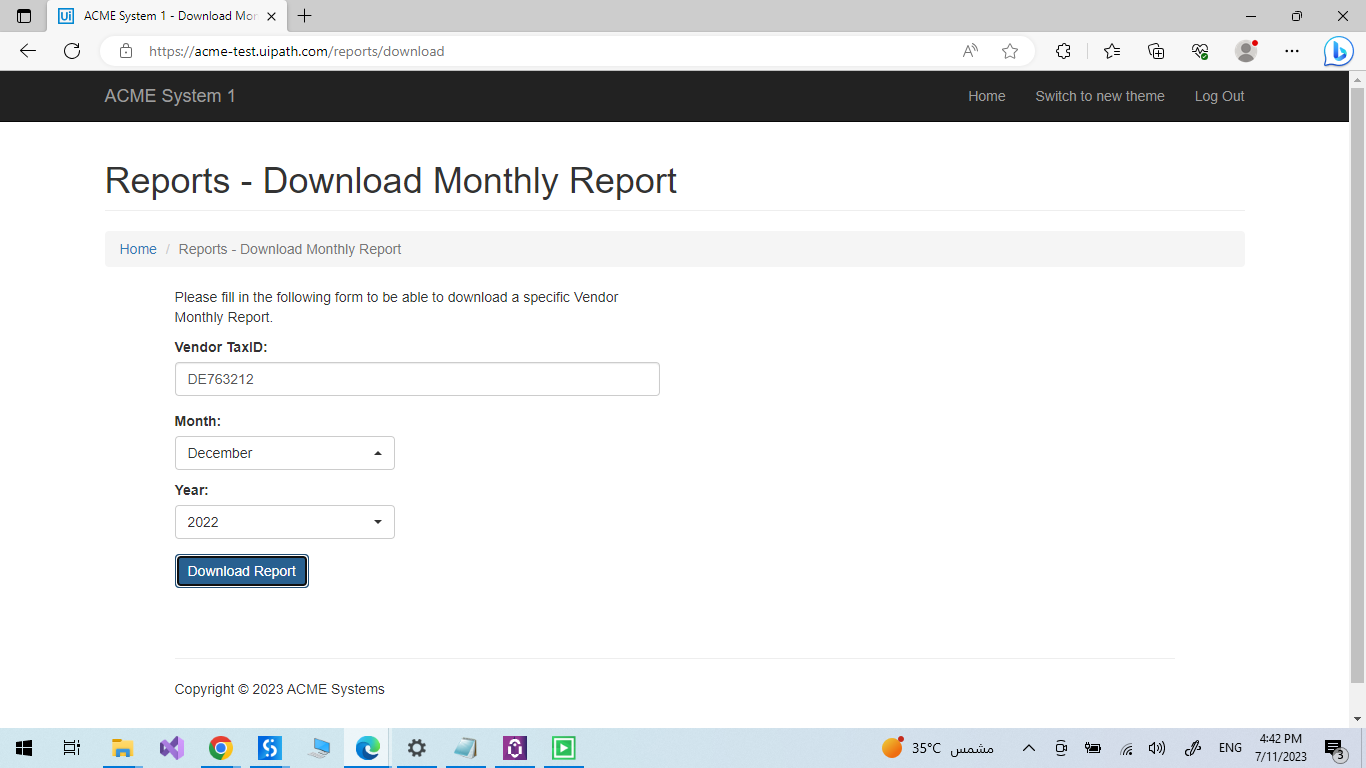 ACME System 1 - Download Mon
https://acme-test.uipath.com/reports/download
ACME System 1
Home
Switch to new theme
Log Out
Reports - Download Monthly Report
Home / Reports - Download Monthly Report
Please fill in the following form to be able to download a specific Vendor
Monthly Report.
Vendor TaxID:
DE763212
Month:
December
Year:
2022
Download Report
Copyright © 2023 ACME Systems
35°C مشمس
ENG
4:42 PM
7/11/2023
3